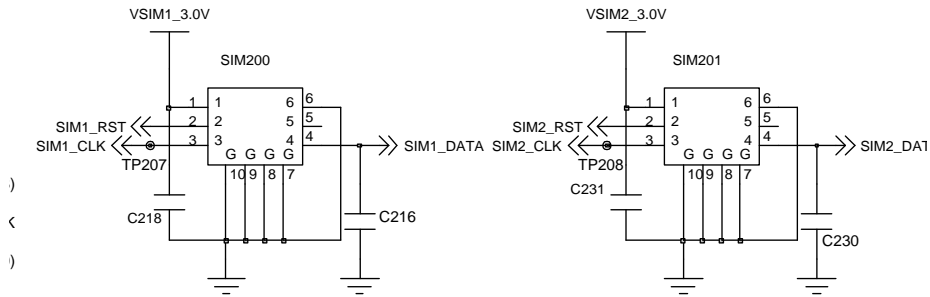 VSIM1_3.0V
VSIM2_3.0V
SIM200
SIM201
1 1 6 6
SIM1_RST 2 2 5 5
SIM1_CLK 3 3 4 4 SIM1_DATA
TP207
G G G G
10 9 8 7
1 1 6 6
SIM2_RST 2 2 5 5
SIM2_CLK 3 3 4 4 SIM2_DAT
TP208
G G G G
10 9 8 7
C218
C216
C231
C230
)
K
)